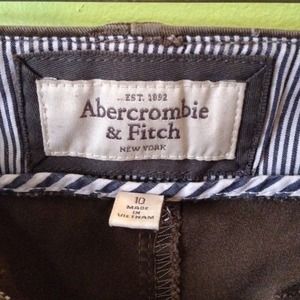 EST. 1892
Abercrombie
& Fitch
NEW YORK
10
MADE
IN
VIETNAM